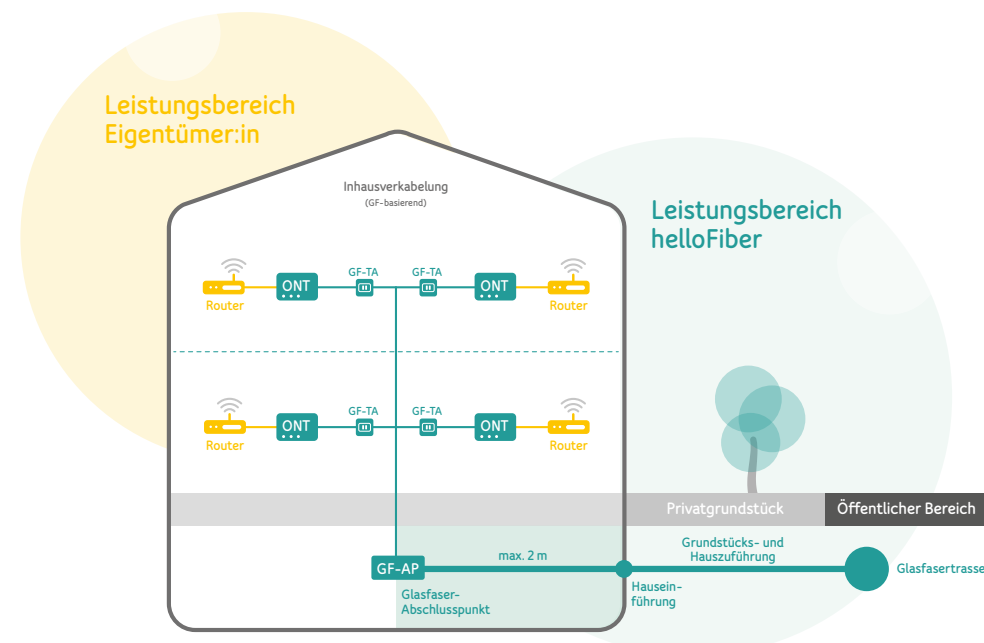 Leistungsbereich
Eigentümer:in
Inhausverkabelung
(GF-basierend)
Leistungsbereich
helloFiber
Router
ONT
GF-TA
GF-TA
ONT
Router
Router
ONT
GF-TA
GF-TA
ONT
Router
Privatgrundstück
Öffentlicher Bereich
GF-AP
max. 2 m
Grundstücks- und
Hauszuführung
Glasfasertrasse
Glasfaser-
Abschlusspunkt
Hausein-
führung